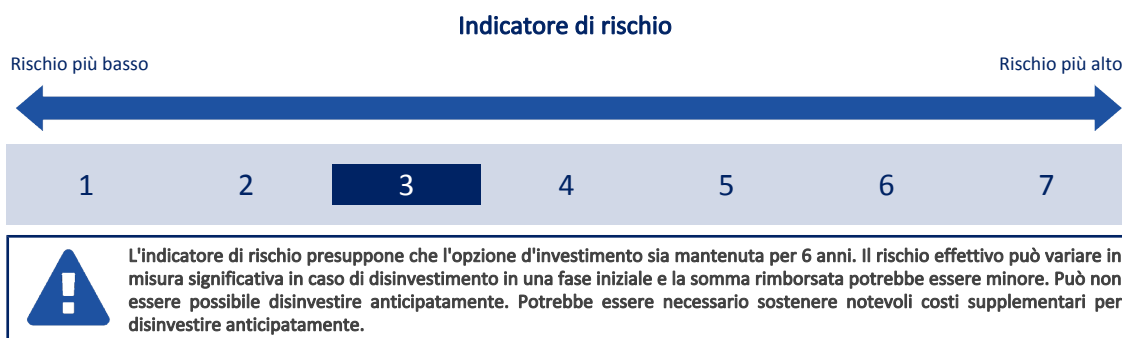 Indicatore di rischio
Rischio più basso
Rischio più alto
1 2 3 4 5 6 7
L'indicatore di rischio presuppone che l'opzione d'investimento sia mantenuta per 6 anni. Il rischio effettivo può variare in
misura significativa in caso di disinvestimento in una fase iniziale e la somma rimborsata potrebbe essere minore. Può non
essere possibile disinvestire anticipatamente. Potrebbe essere necessario sostenere notevoli costi supplementari per
disinvestire anticipatamente.